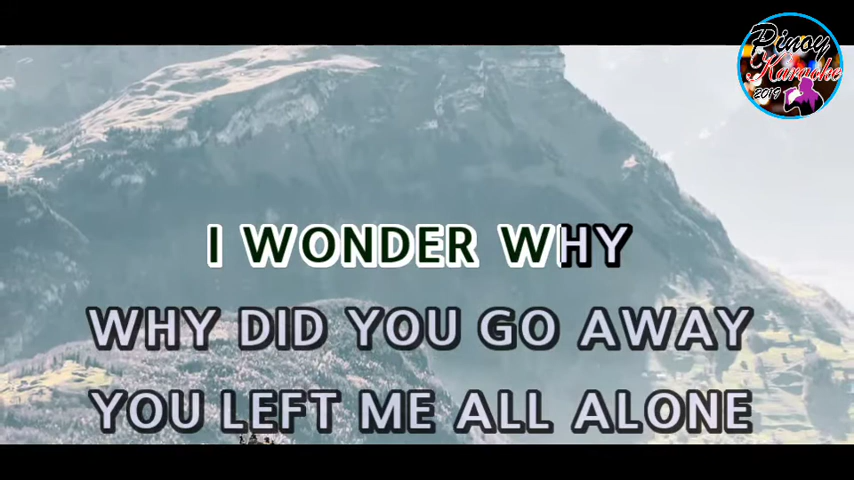 Pinoy
Karaoke
2019
I WONDER WHY
WHY DID YOU GO AWAY
YOU LEFT ME ALL ALONE